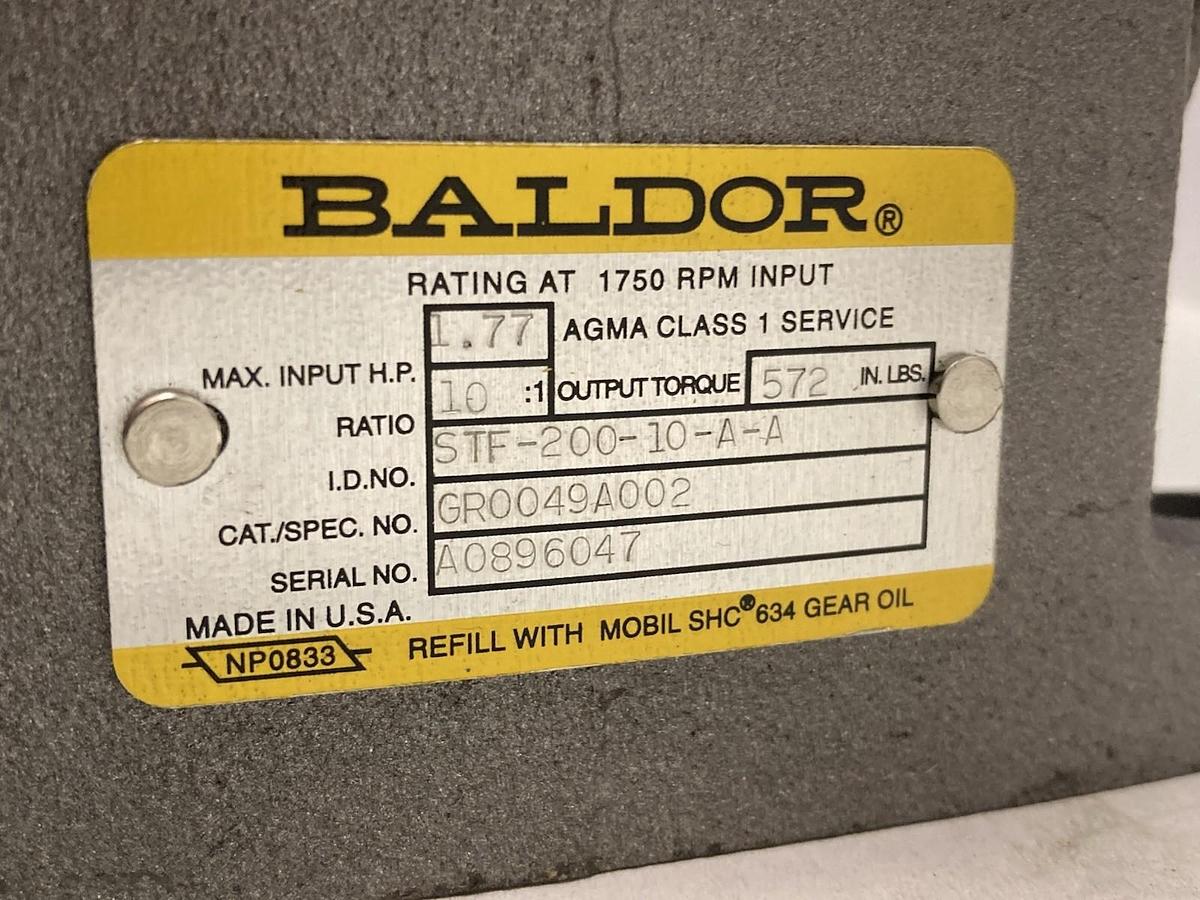 BALDOR®
RATING AT 1750 RPM INPUT
MAX. INPUT H.P. 1.77 AGMA CLASS 1 SERVICE
RATIO 10 :1 OUTPUT TORQUE 572 IN. LBS.
I.D.NO. STF-200-10-A-A
CAT./SPEC. NO. GR0049A002
SERIAL NO. A0896047
MADE IN U.S.A.
NP0833 REFILL WITH MOBIL SHC®634 GEAR OIL